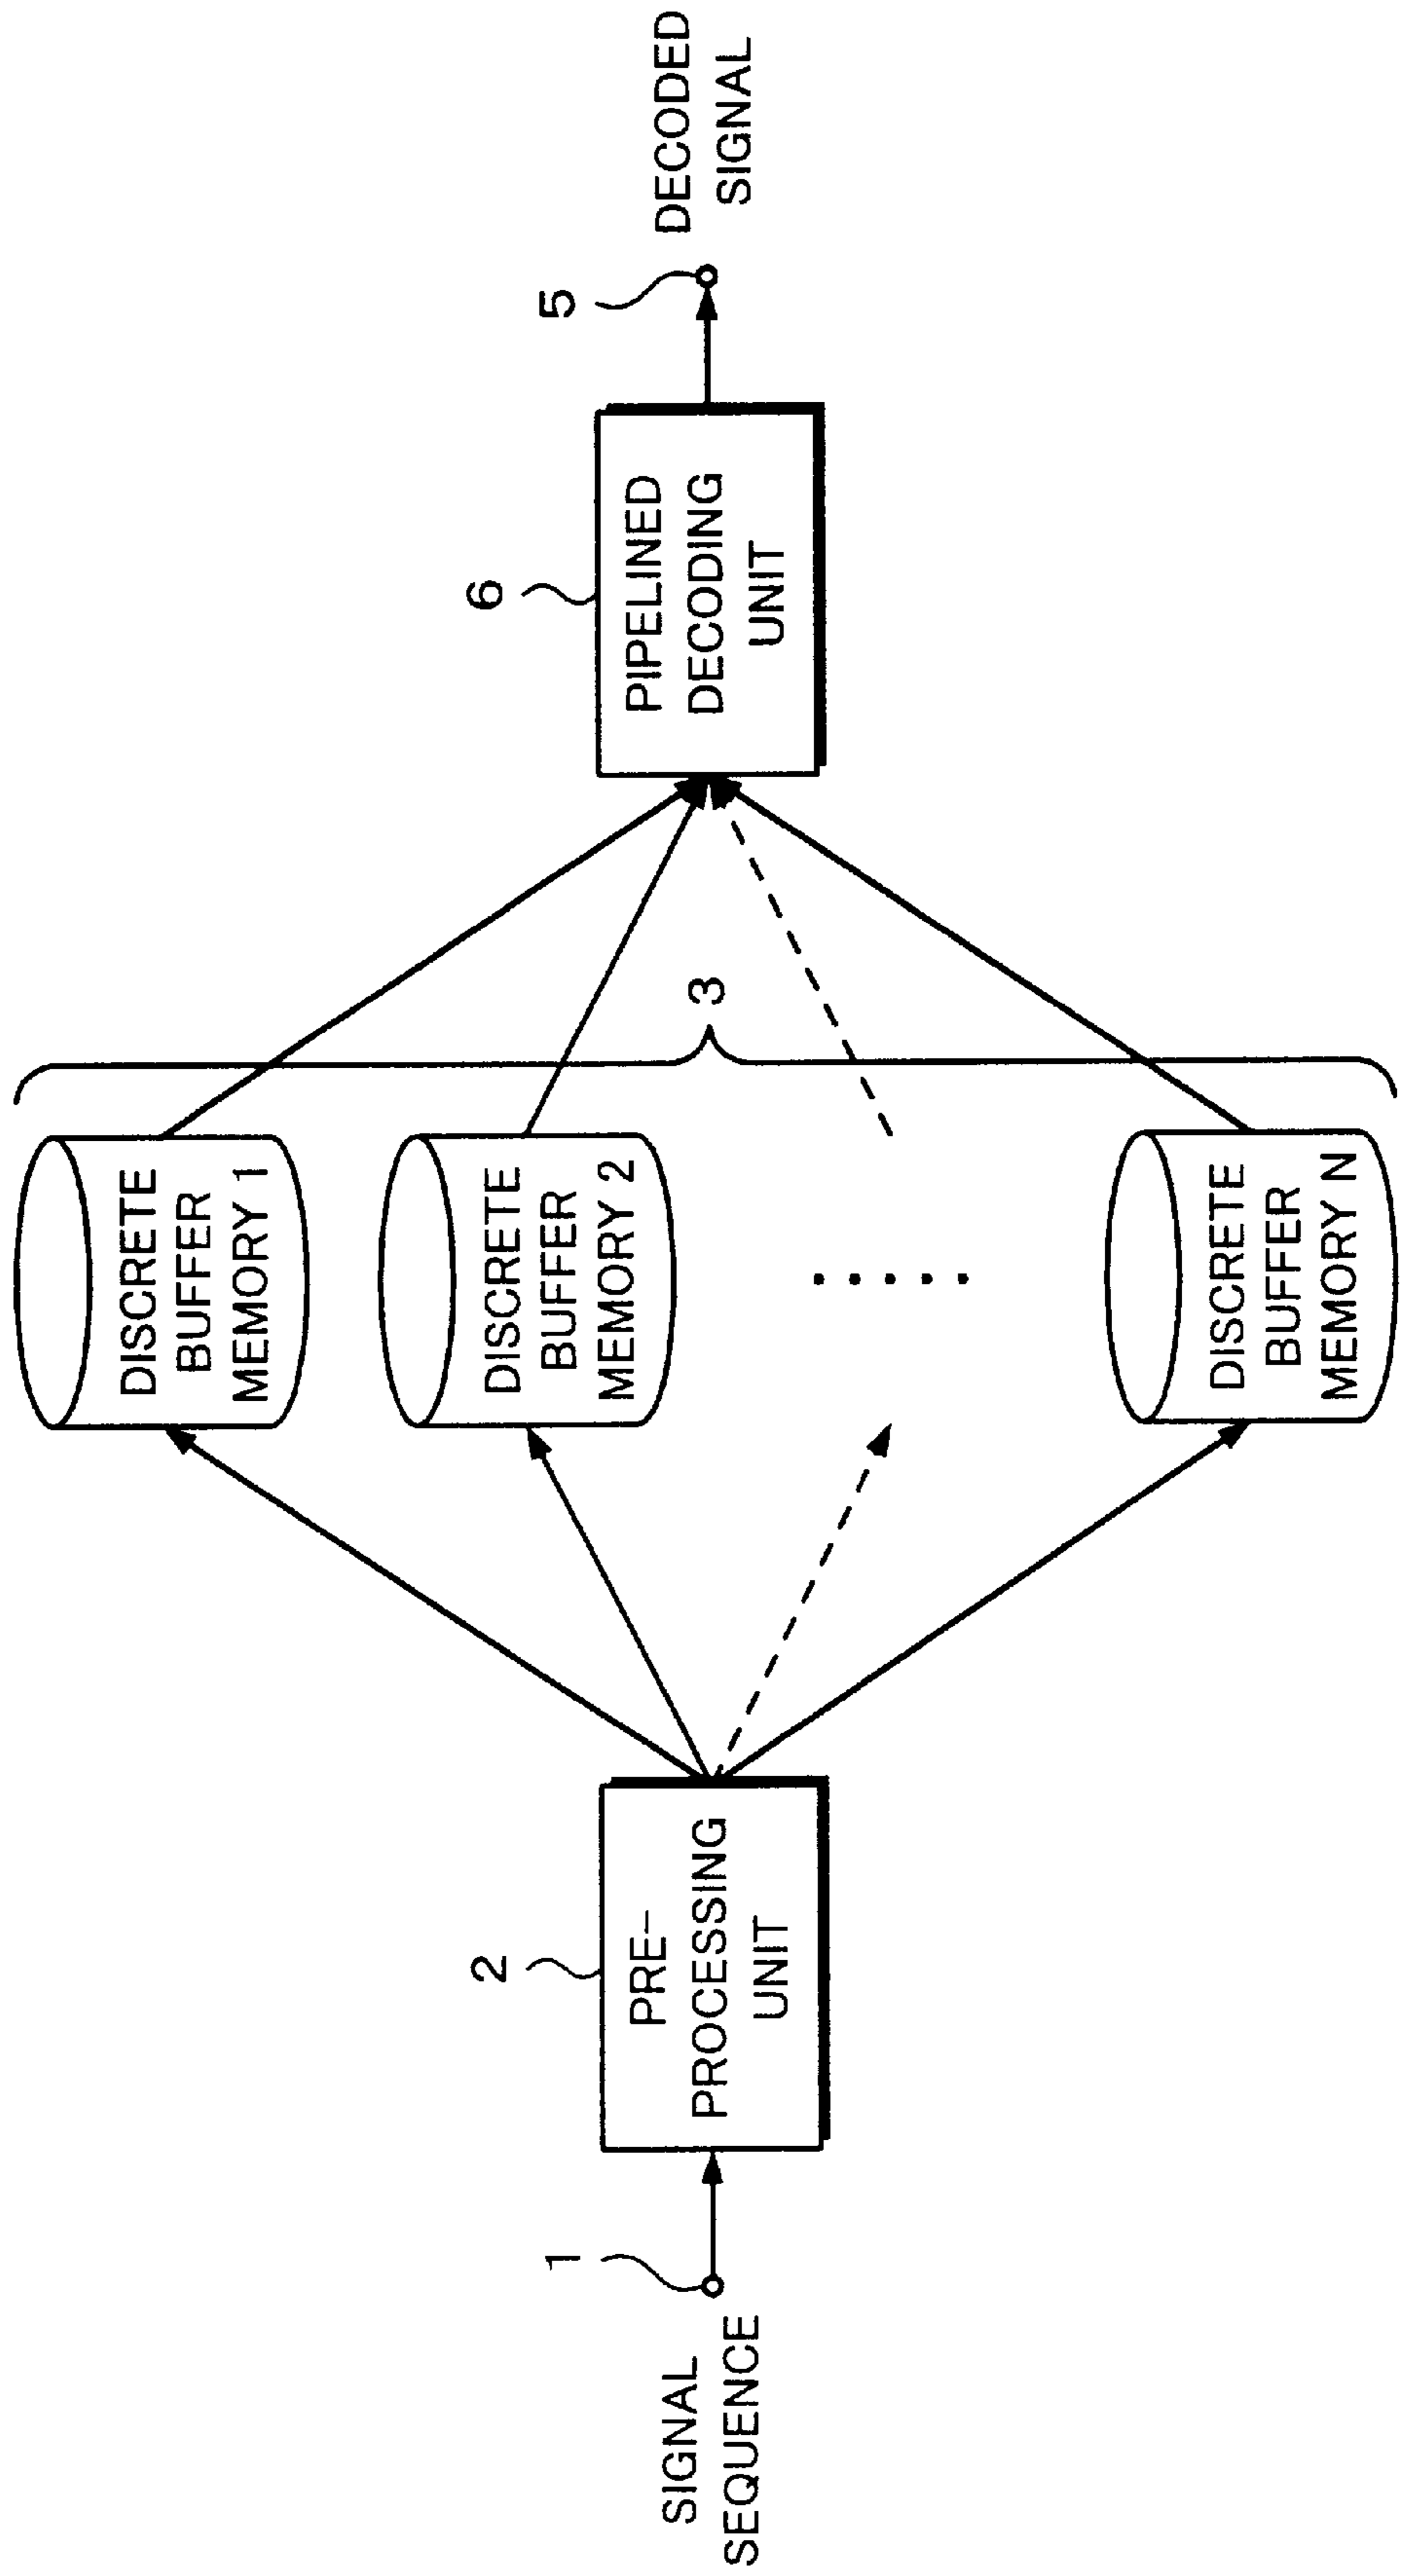 SIGNAL
SEQUENCE
1
2
PRE-
PROCESSING
UNIT
DISCRETE
BUFFER
MEMORY 1
DISCRETE
BUFFER
MEMORY 2
DISCRETE
BUFFER
MEMORY N
3
6
PIPELINED
DECODING
UNIT
5
DECODED
SIGNAL